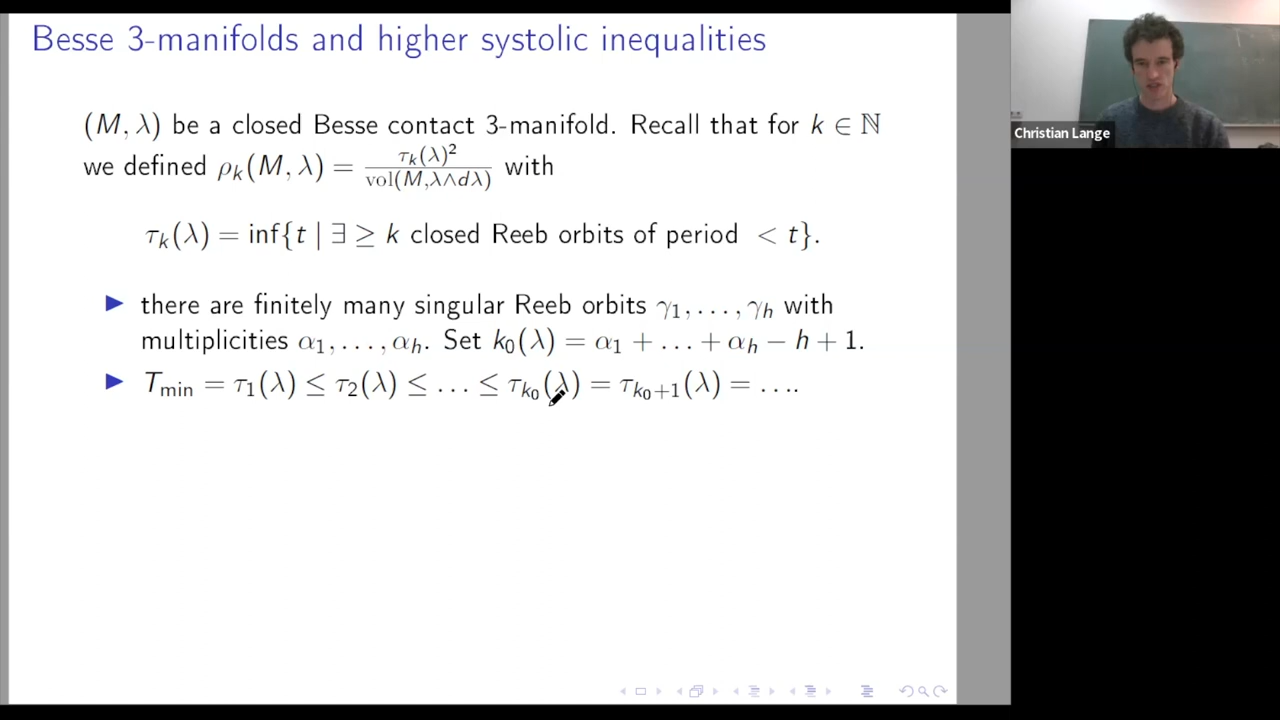 Besse 3-manifolds and higher systolic inequalities
(M, λ) be a closed Besse contact 3-manifold. Recall that for k ∈ ℕ
we defined ρ_k(M, λ) = τ_k(λ)² / vol(M,λ∧dλ) with
τ_k(λ) = inf{t | ∃ ≥ k closed Reeb orbits of period < t}.
▶ there are finitely many singular Reeb orbits γ_1, . . . , γ_h with
multiplicities α_1, . . . , α_h. Set k_0(λ) = α_1 + . . . + α_h − h + 1.
▶ T_min = τ_1(λ) ≤ τ_2(λ) ≤ . . . ≤ τ_{k_0}(λ) = τ_{k_0+1}(λ) = . . ..
Christian Lange